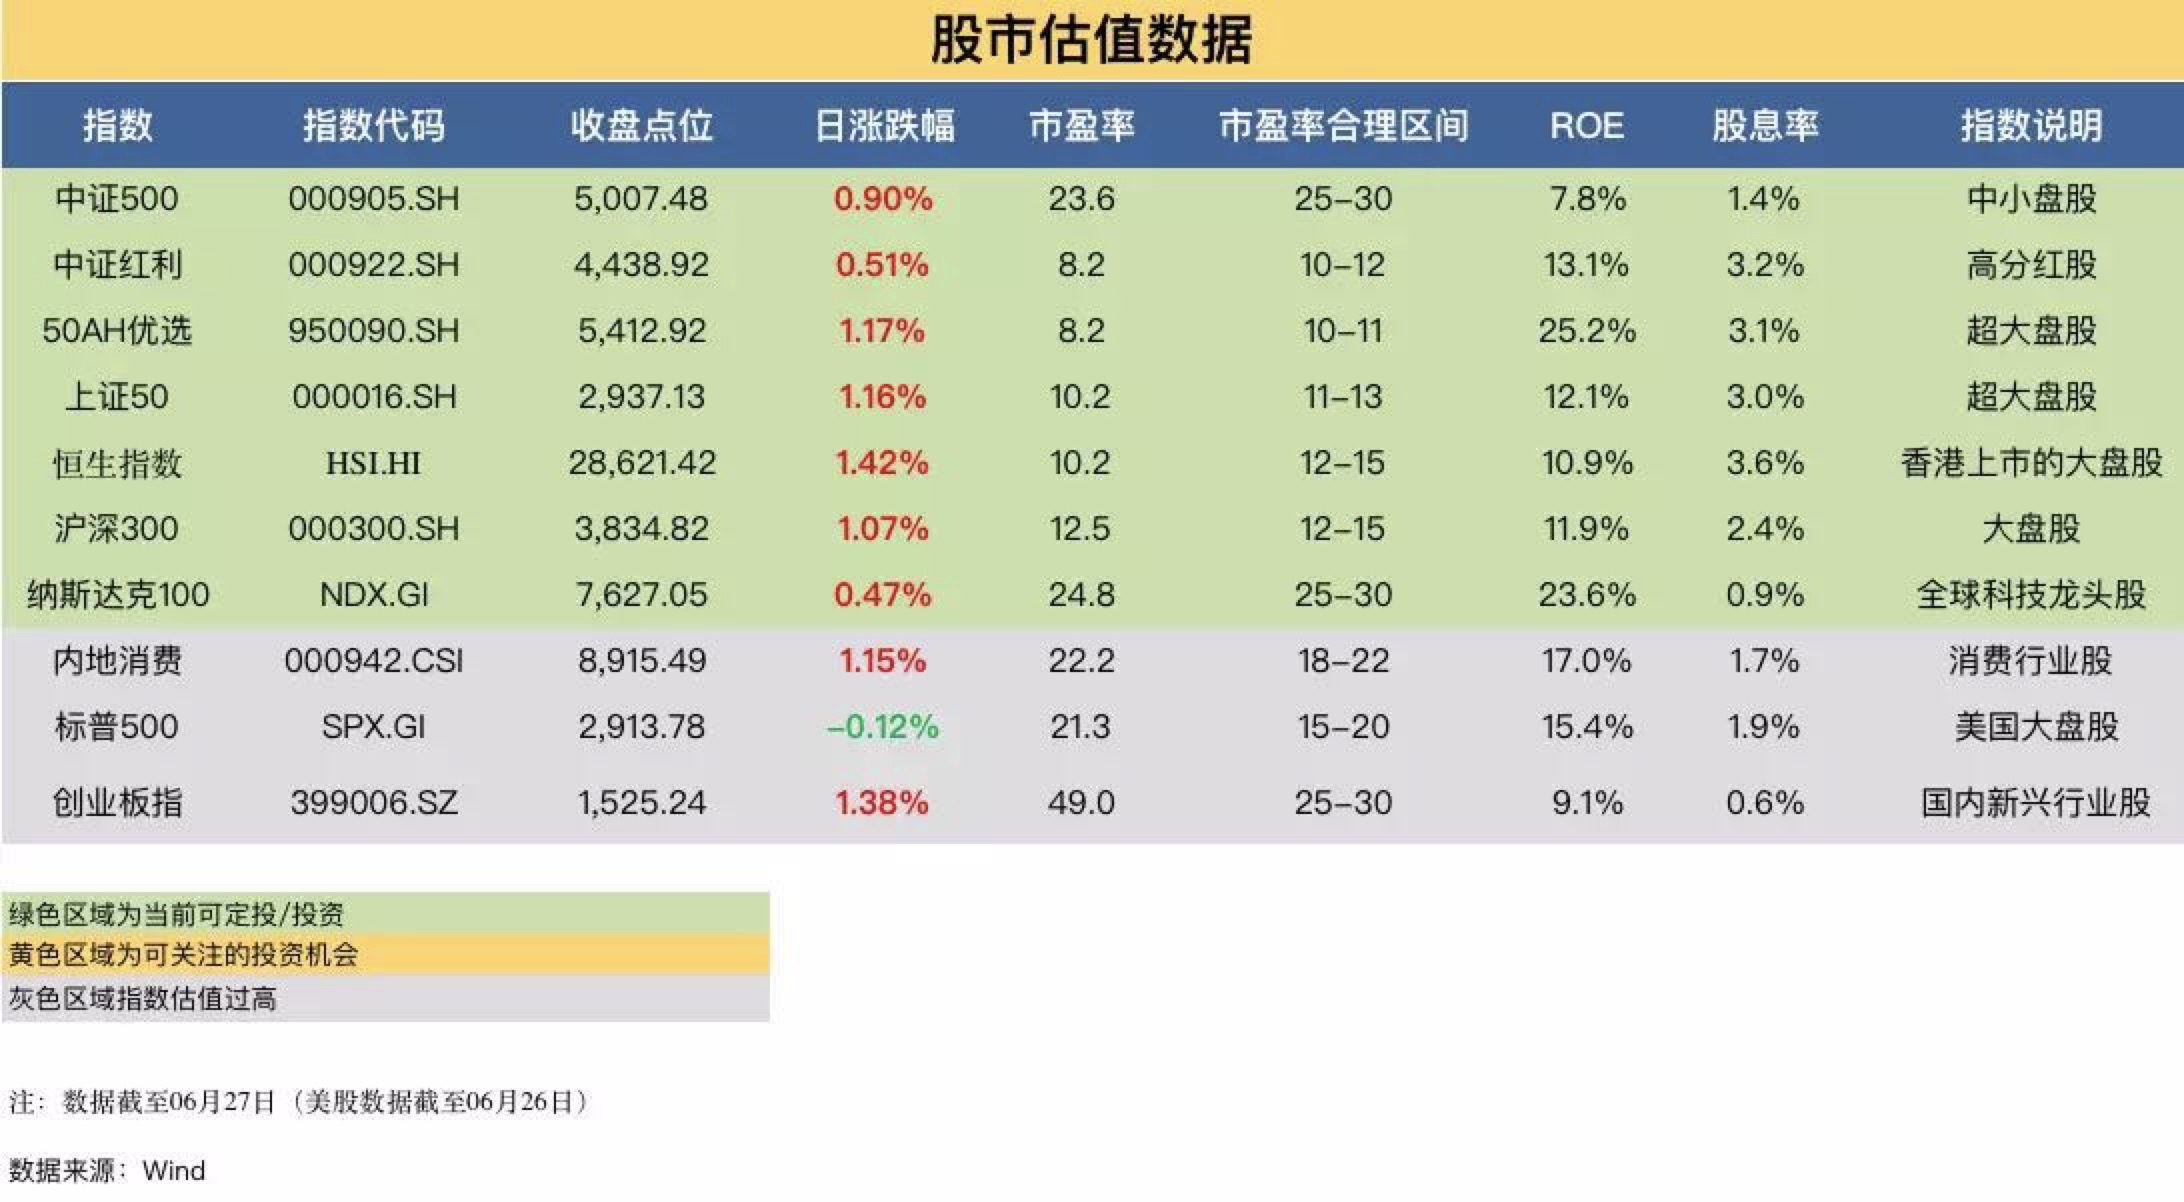 股市估值数据
指数 指数代码 收盘点位 日涨跌幅 市盈率 市盈率合理区间 ROE 股息率 指数说明
中证500 000905.SH 5,007.48 0.90% 23.6 25–30 7.8% 1.4% 中小盘股
中证红利 000922.SH 4,438.92 0.51% 8.2 10–12 13.1% 3.2% 高分红股
50AH优选 950090.SH 5,412.92 1.17% 8.2 10–11 25.2% 3.1% 超大盘股
上证50 000016.SH 2,937.13 1.16% 10.2 11–13 12.1% 3.0% 超大盘股
恒生指数 HSI.HI 28,621.42 1.42% 10.2 12–15 10.9% 3.6% 香港上市的大盘股
沪深300 000300.SH 3,834.82 1.07% 12.5 12–15 11.9% 2.4% 大盘股
纳斯达克100 NDX.GI 7,627.05 0.47% 24.8 25–30 23.6% 0.9% 全球科技龙头股
内地消费 000942.CSI 8,915.49 1.15% 22.2 18–22 17.0% 1.7% 消费行业股
标普500 SPX.GI 2,913.78 –0.12% 21.3 15–20 15.4% 1.9% 美国大盘股
创业板指 399006.SZ 1,525.24 1.38% 49.0 25–30 9.1% 0.6% 国内新兴行业股
绿色区域为当前可定投/投资
黄色区域为可关注的投资机会
灰色区域指数估值过高
注：数据截至06月27日（美股数据截至06月26日）
数据来源：Wind